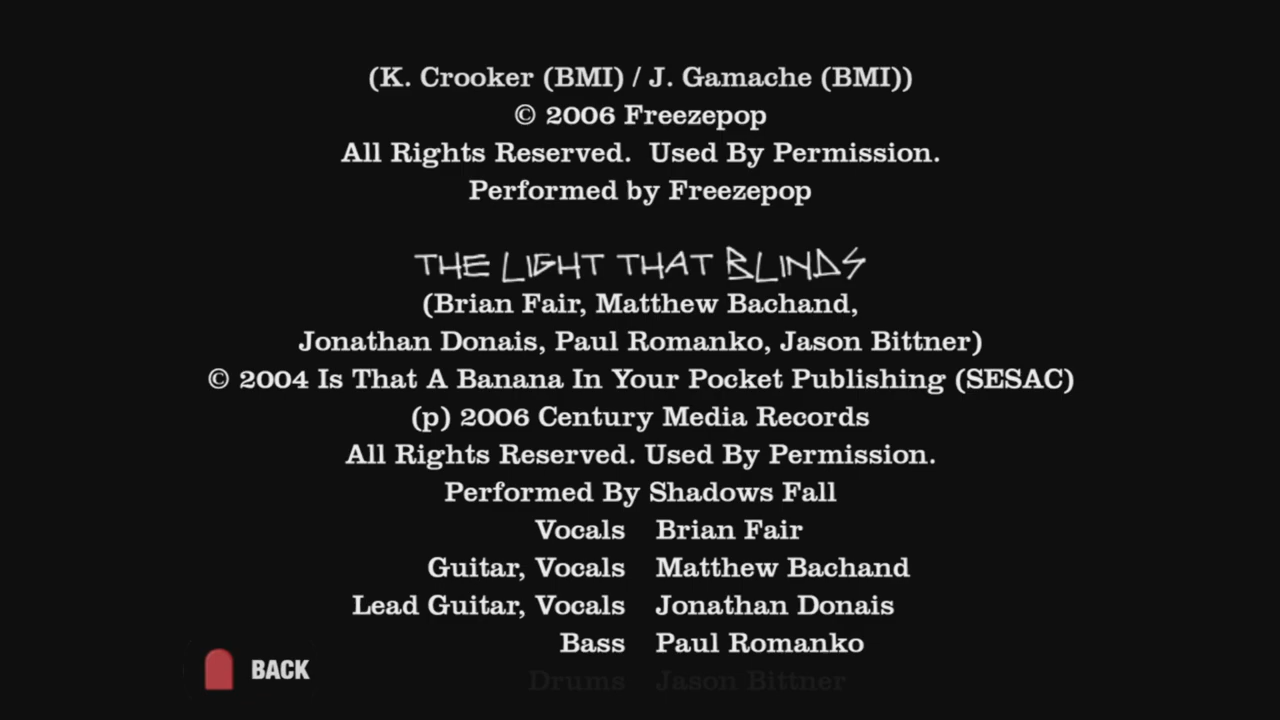 (K. Crooker (BMI) / J. Gamache (BMI))
© 2006 Freezepop
All Rights Reserved.  Used By Permission.
Performed by Freezepop
THE LIGHT THAT BLINDS
(Brian Fair, Matthew Bachand,
Jonathan Donais, Paul Romanko, Jason Bittner)
© 2004 Is That A Banana In Your Pocket Publishing (SESAC)
(p) 2006 Century Media Records
All Rights Reserved. Used By Permission.
Performed By Shadows Fall
Vocals Brian Fair
Guitar, Vocals Matthew Bachand
Lead Guitar, Vocals Jonathan Donais
Bass Paul Romanko
BACK
Drums Jason Bittner